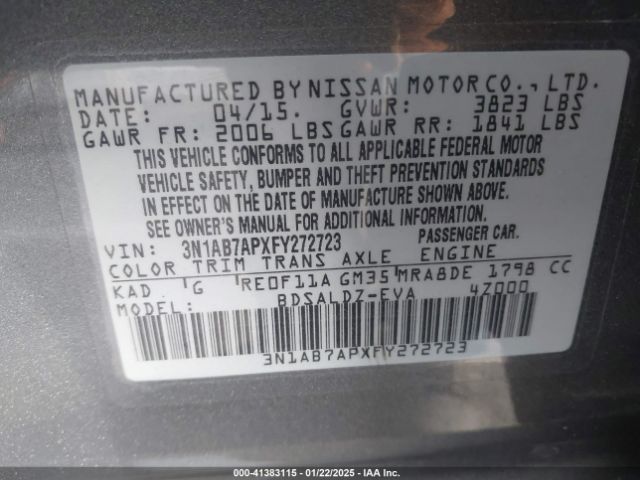 MANUFACTURED BY NISSAN MOTOR CO., LTD.
DATE: 04/15. GVWR: 3823 LBS
GAWR FR: 2006 LBS GAWR RR: 1841 LBS
THIS VEHICLE CONFORMS TO ALL APPLICABLE FEDERAL MOTOR
VEHICLE SAFETY, BUMPER AND THEFT PREVENTION STANDARDS
IN EFFECT ON THE DATE OF MANUFACTURE SHOWN ABOVE.
SEE OWNER'S MANUAL FOR ADDITIONAL INFORMATION.
VIN: 3N1AB7APXFY272723 PASSENGER CAR.
COLOR TRIM TRANS AXLE ENGINE
KAD G RE0F11A GM35 MRA8DE 1798 CC
MODEL: BDSALDZ-EVA 4Z000
3N1AB7APXFY272723
000-41383115 - 01/22/2025 - IAA Inc.